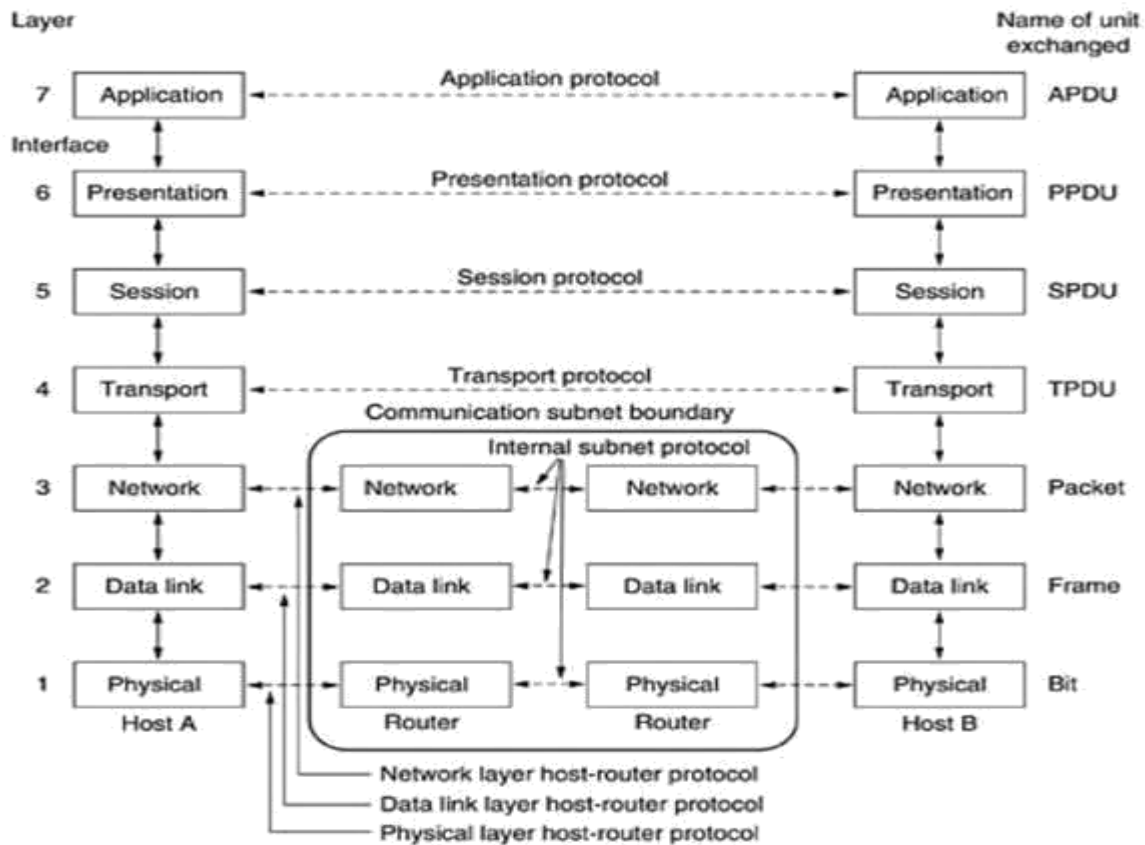 Layer
Name of unit
exchanged
7 Application Application protocol Application APDU
Interface
6 Presentation Presentation protocol Presentation PPDU
5 Session Session protocol Session SPDU
4 Transport Transport protocol Transport TPDU
Communication subnet boundary
Internal subnet protocol
3 Network Network Network Network Packet
2 Data link Data link Data link Data link Frame
1 Physical Physical Physical Physical Bit
Host A Router Router Host B
Network layer host-router protocol
Data link layer host-router protocol
Physical layer host-router protocol